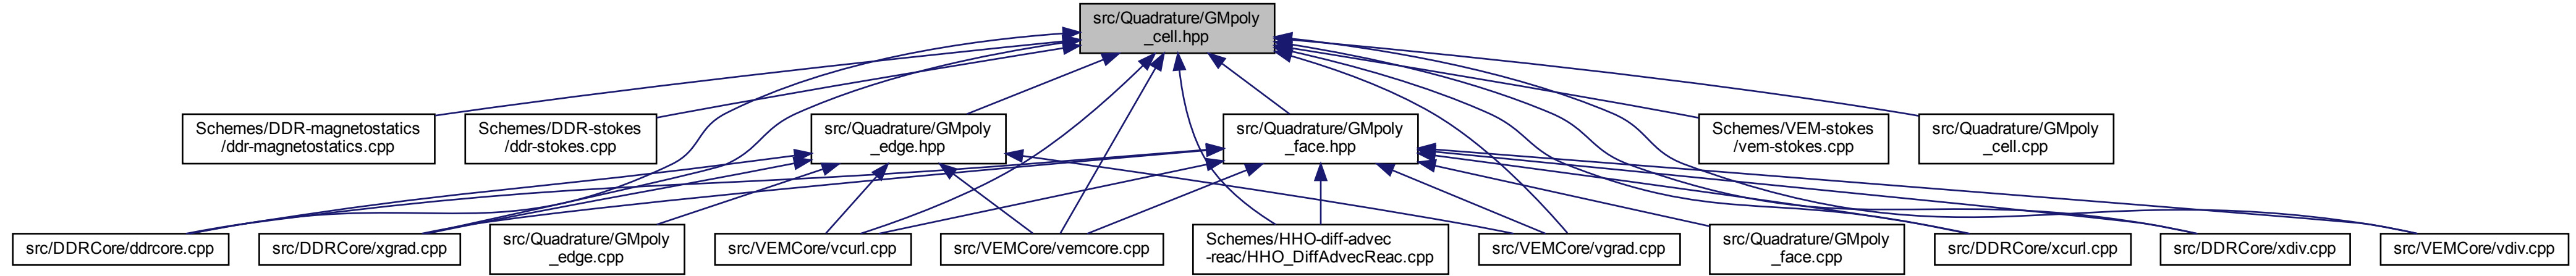 src/Quadrature/GMpoly
_cell.hpp
Schemes/DDR-magnetostatics
/ddr-magnetostatics.cpp
Schemes/DDR-stokes
/ddr-stokes.cpp
src/Quadrature/GMpoly
_edge.hpp
src/Quadrature/GMpoly
_face.hpp
Schemes/VEM-stokes
/vem-stokes.cpp
src/Quadrature/GMpoly
_cell.cpp
src/DDRCore/ddrcore.cpp
src/DDRCore/xgrad.cpp
src/Quadrature/GMpoly
_edge.cpp
src/VEMCore/vcurl.cpp
src/VEMCore/vemcore.cpp
Schemes/HHO-diff-advec
-reac/HHO_DiffAdvecReac.cpp
src/VEMCore/vgrad.cpp
src/Quadrature/GMpoly
_face.cpp
src/DDRCore/xcurl.cpp
src/DDRCore/xdiv.cpp
src/VEMCore/vdiv.cpp